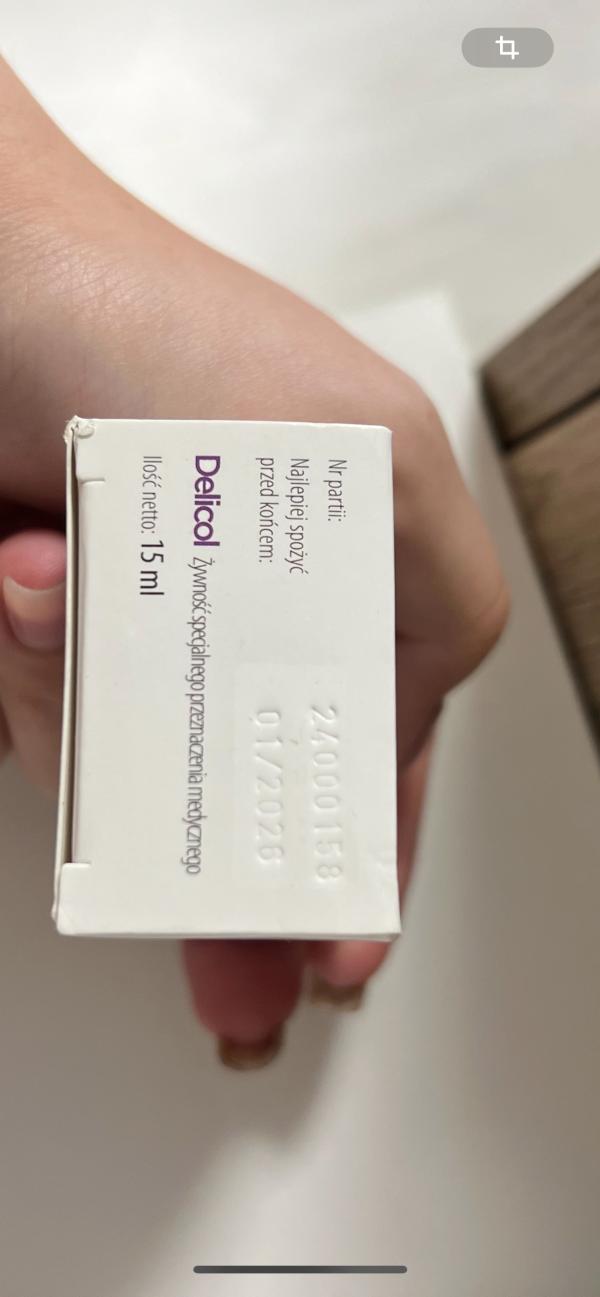 Nr partii: 24000158
Najlepiej spożyć
przed końcem: 01/2026
Delicol Żywność specjalnego przeznaczenia medycznego
Ilość netto: 15 ml